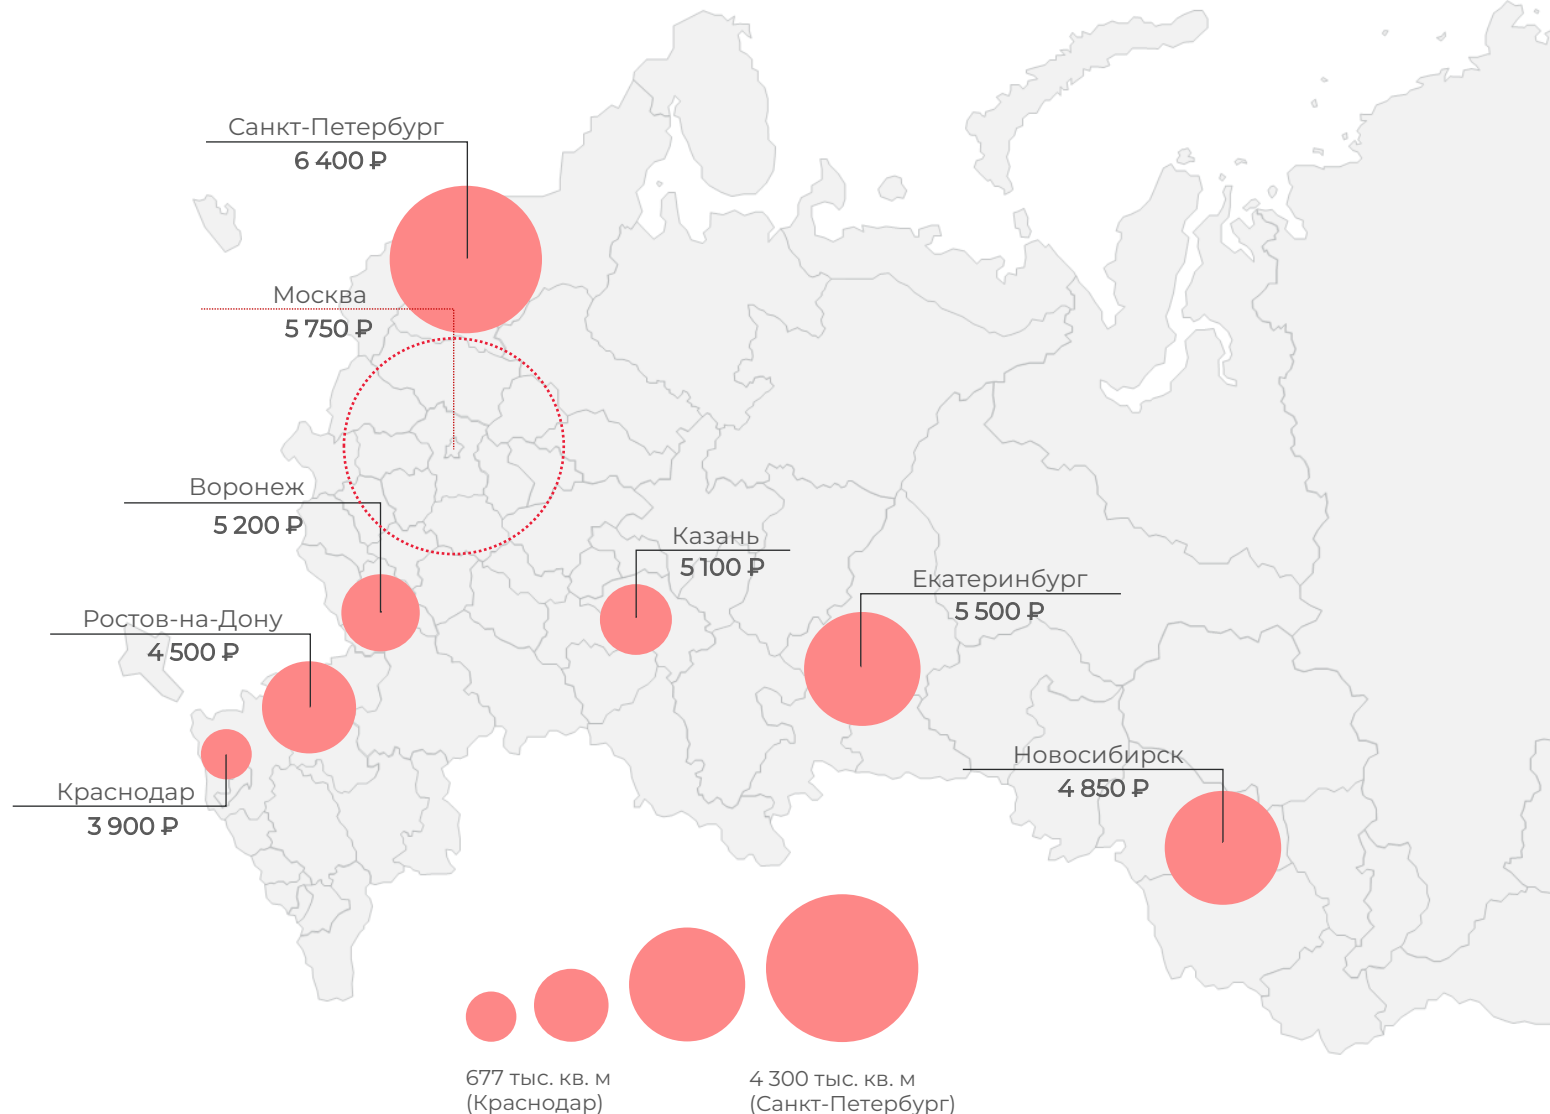 Санкт-Петербург
6 400 ₽
Москва
5 750 ₽
Воронеж
5 200 ₽
Казань
5 100 ₽
Екатеринбург
5 500 ₽
Ростов-на-Дону
4 500 ₽
Новосибирск
4 850 ₽
Краснодар
3 900 ₽
677 тыс. кв. м
(Краснодар)
4 300 тыс. кв. м
(Санкт-Петербург)